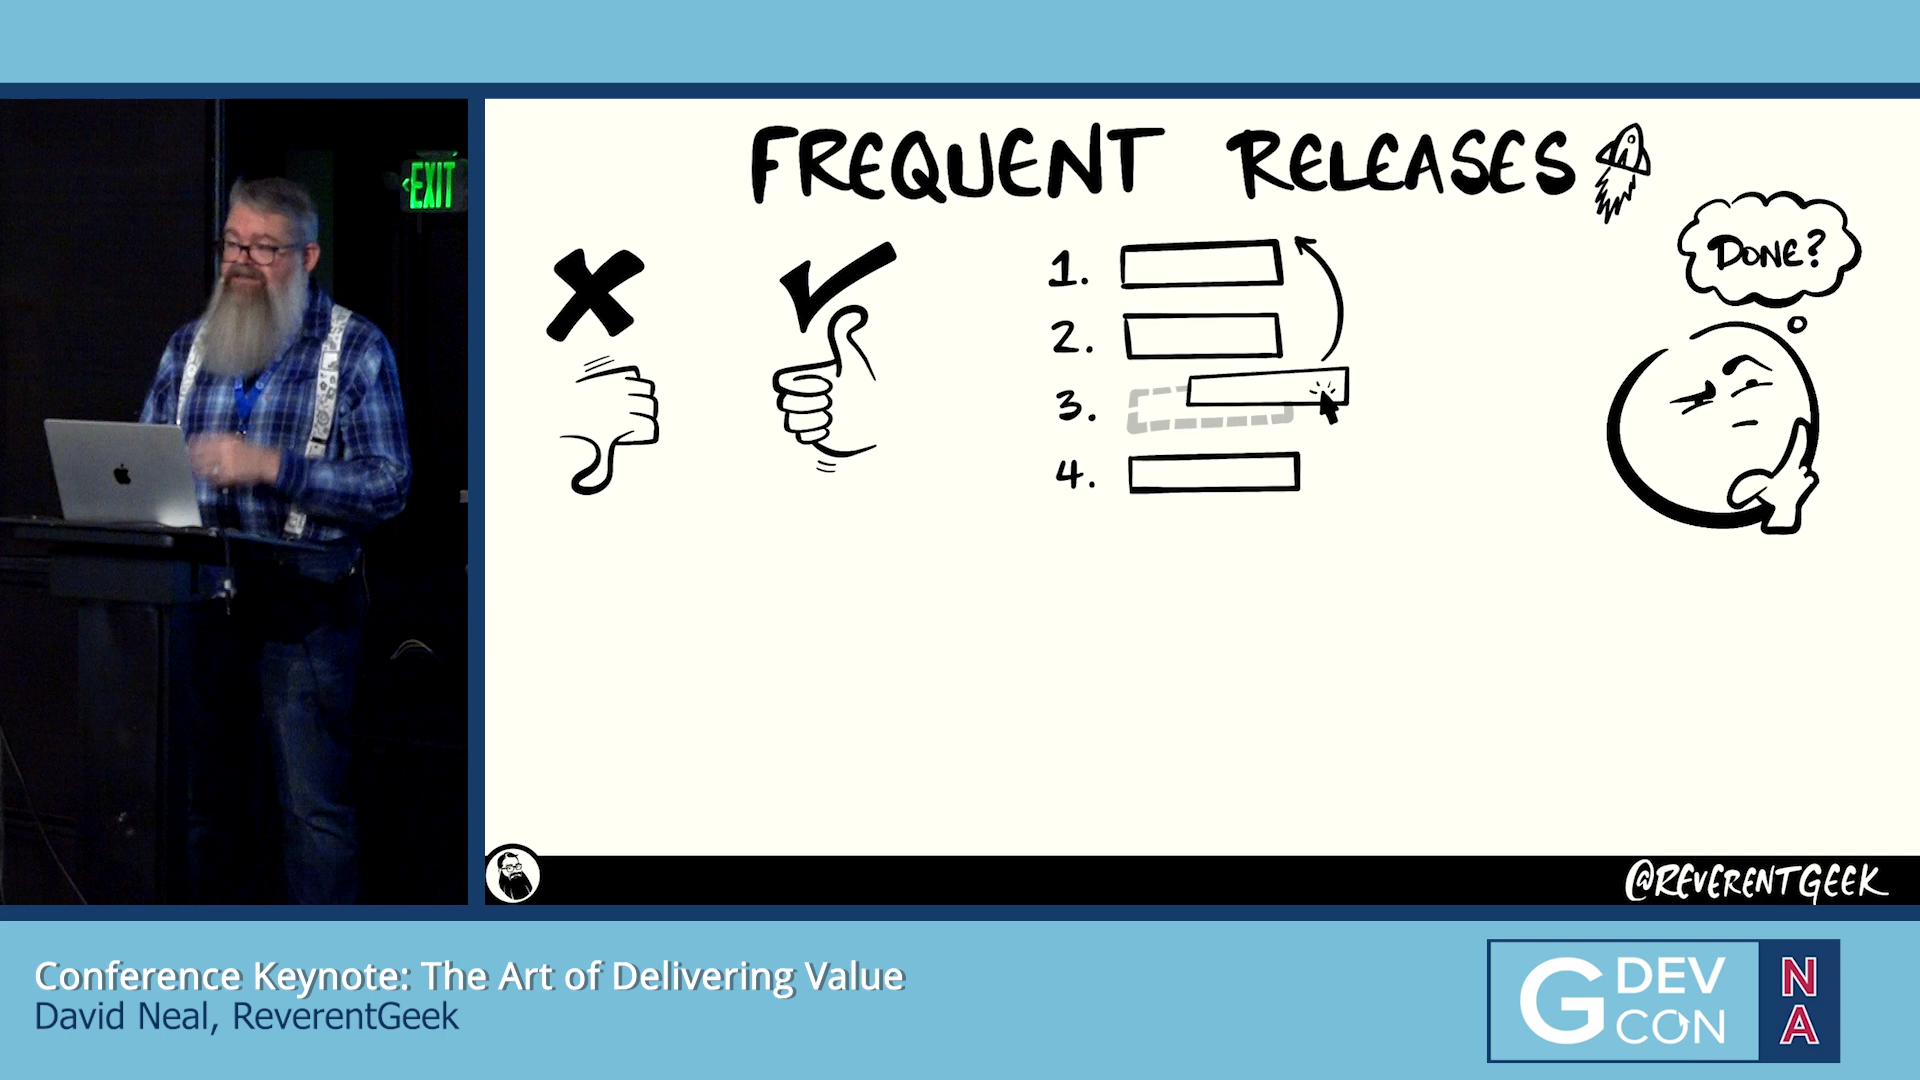 EXIT
FREQUENT RELEASES
DONE?
1.
2.
3.
4.
@REVERENTGEEK
Conference Keynote: The Art of Delivering Value
David Neal, ReverentGeek
G DEV CON
N A